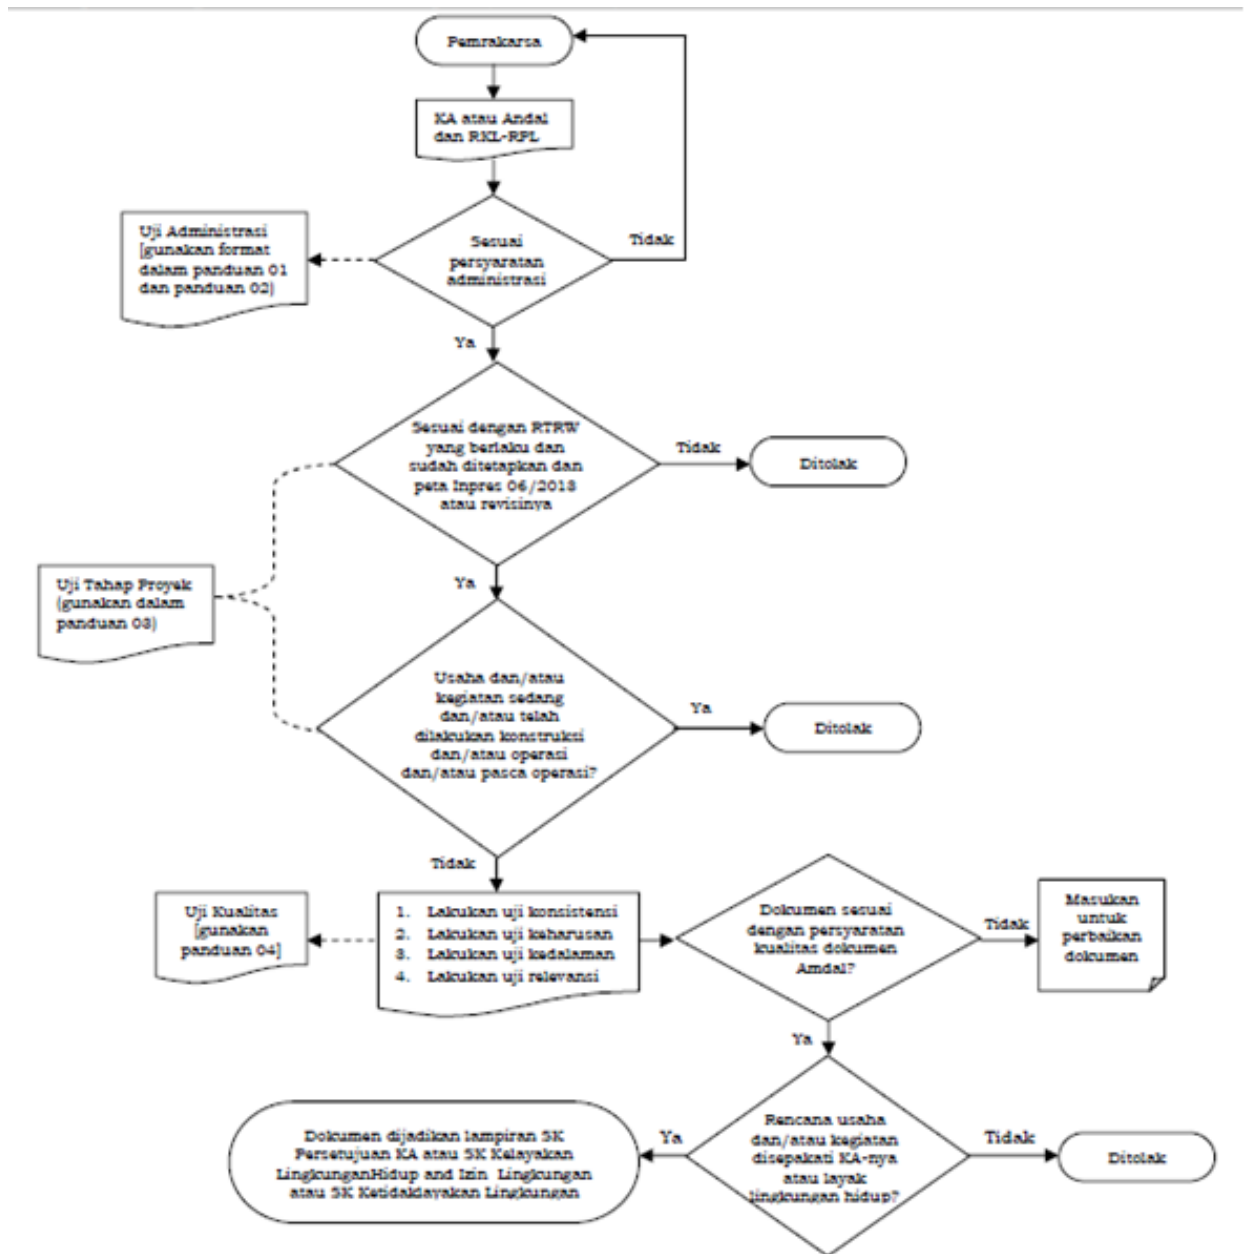 Pemrakarsa
KA atau Andal
dan RKL-RPL
Uji Administrasi
[gunakan format
dalam panduan 01
dan panduan 02)
Sesuai
persyaratan
administrasi
Tidak
Ya
Sesuai dengan RTRW
yang berlaku dan
sudah ditetapkan dan
peta Inpres 06/2013
atau revisinya
Tidak
Ditolak
Ya
Uji Tahap Proyek
(gunakan dalam
panduan 03)
Usaha dan/atau
kegiatan sedang
dan/atau telah
dilakukan konstruksi
dan/atau operasi
dan/atau pasca operasi?
Ya
Ditolak
Tidak
Uji Kualitas
[gunakan
panduan 04]
1. Lakukan uji konsistensi
2. Lakukan uji keharusan
3. Lakukan uji kedalaman
4. Lakukan uji relevansi
Dokumen sesuai
dengan persyaratan
kualitas dokumen
Amdal?
Tidak
Masukan
untuk
perbaikan
dokumen
Ya
Rencana usaha
dan/atau kegiatan
disepakati KA-nya
atau layak
lingkungan hidup?
Ya
Dokumen dijadikan lampiran SK
Persetujuan KA atau SK Kelayakan
LingkunganHidup and Izin Lingkungan
atau SK Ketidaklayakan Lingkungan
Tidak
Ditolak